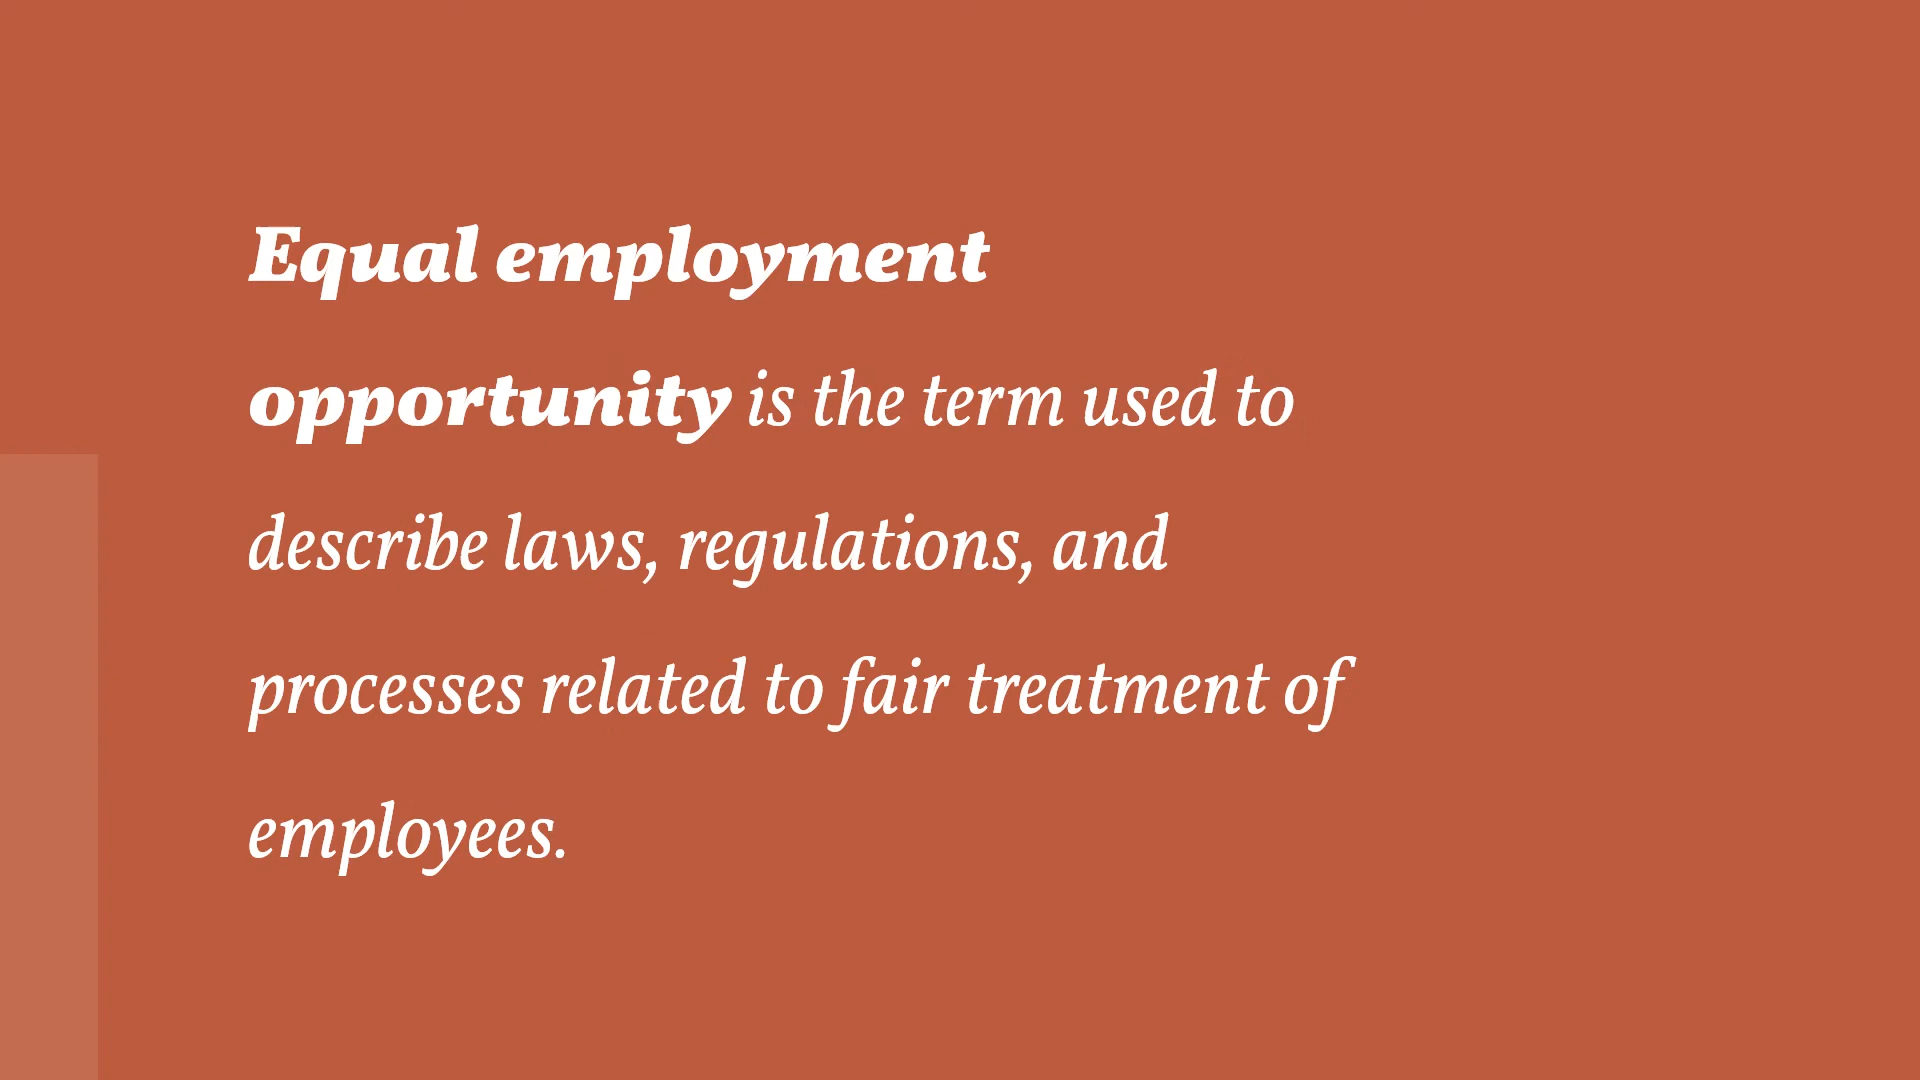 Equal employment
opportunity is the term used to
describe laws, regulations, and
processes related to fair treatment of
employees.